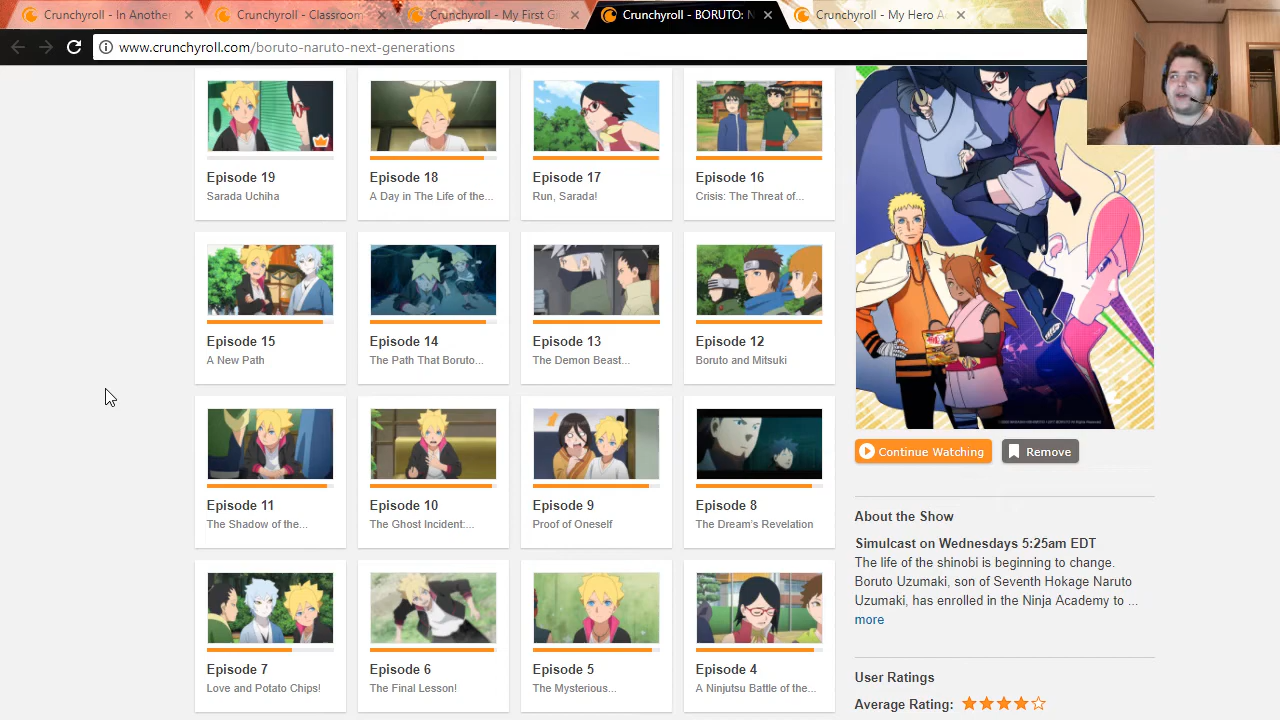 Crunchyroll - In Another
Crunchyroll - Classroom
Crunchyroll - My First G
Crunchyroll - BORUTO: N
Crunchyroll - My Hero A
www.crunchyroll.com/boruto-naruto-next-generations
Episode 19
Sarada Uchiha
Episode 18
A Day in The Life of the...
Episode 17
Run, Sarada!
Episode 16
Crisis: The Threat of...
Episode 15
A New Path
Episode 14
The Path That Boruto...
Episode 13
The Demon Beast...
Episode 12
Boruto and Mitsuki
Episode 11
The Shadow of the...
Episode 10
The Ghost Incident:...
Episode 9
Proof of Oneself
Episode 8
The Dream's Revelation
Episode 7
Love and Potato Chips!
Episode 6
The Final Lesson!
Episode 5
The Mysterious...
Episode 4
A Ninjutsu Battle of the...
Continue Watching
Remove
About the Show
Simulcast on Wednesdays 5:25am EDT
The life of the shinobi is beginning to change.
Boruto Uzumaki, son of Seventh Hokage Naruto
Uzumaki, has enrolled in the Ninja Academy to ...
more
User Ratings
Average Rating: